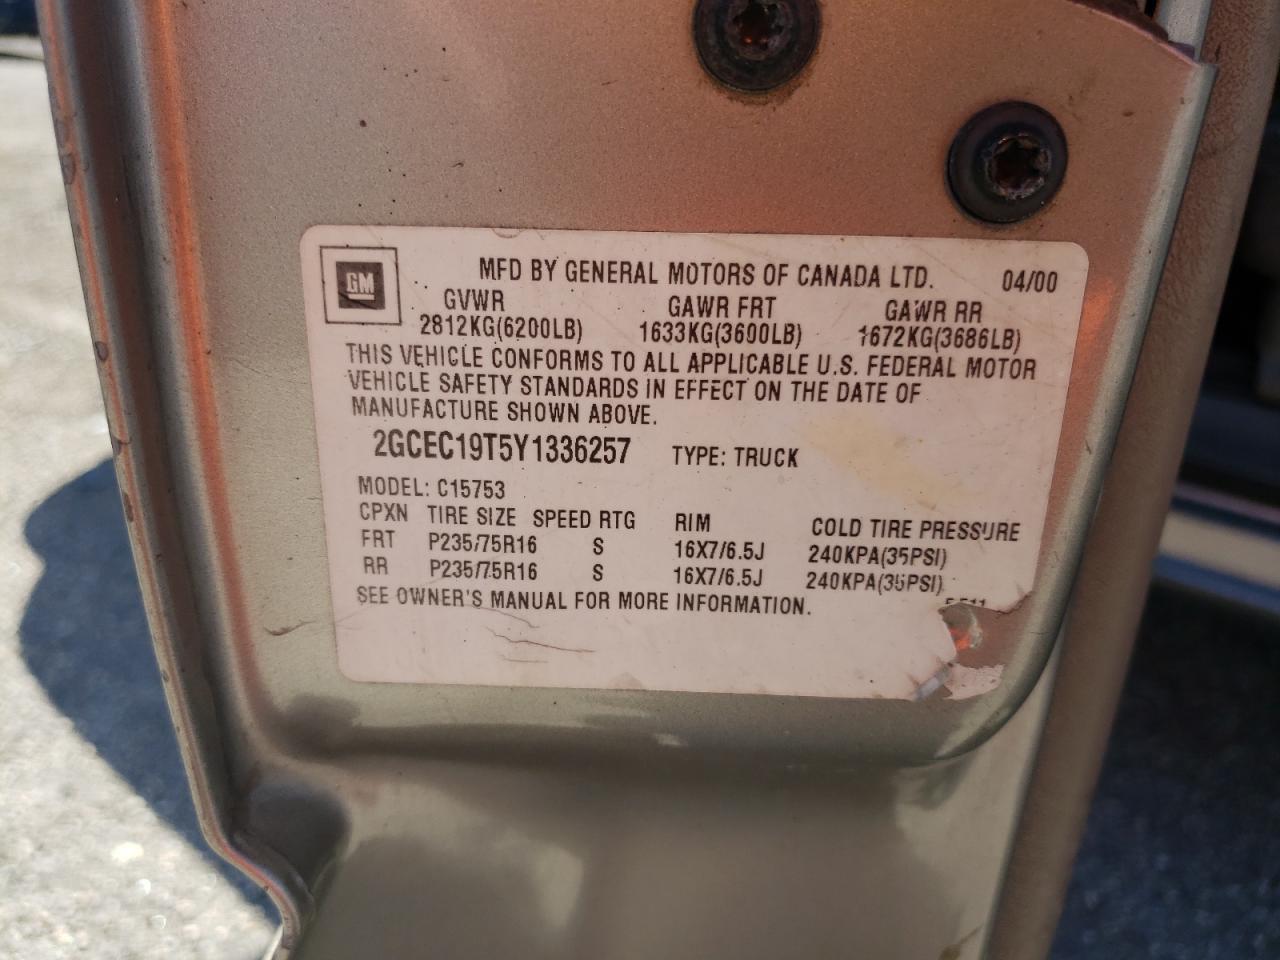 GM
MFD BY GENERAL MOTORS OF CANADA LTD. 04/00
GVWR GAWR FRT GAWR RR
2812KG(6200LB) 1633KG(3600LB) 1672KG(3686LB)
THIS VEHICLE CONFORMS TO ALL APPLICABLE U.S. FEDERAL MOTOR
VEHICLE SAFETY STANDARDS IN EFFECT ON THE DATE OF
MANUFACTURE SHOWN ABOVE.
2GCEC19T5Y1336257 TYPE: TRUCK
MODEL: C15753
CPXN TIRE SIZE SPEED RTG RIM COLD TIRE PRESSURE
FRT P235/75R16 S 16X7/6.5J 240KPA(35PSI)
RR P235/75R16 S 16X7/6.5J 240KPA(35PSI)
SEE OWNER'S MANUAL FOR MORE INFORMATION.